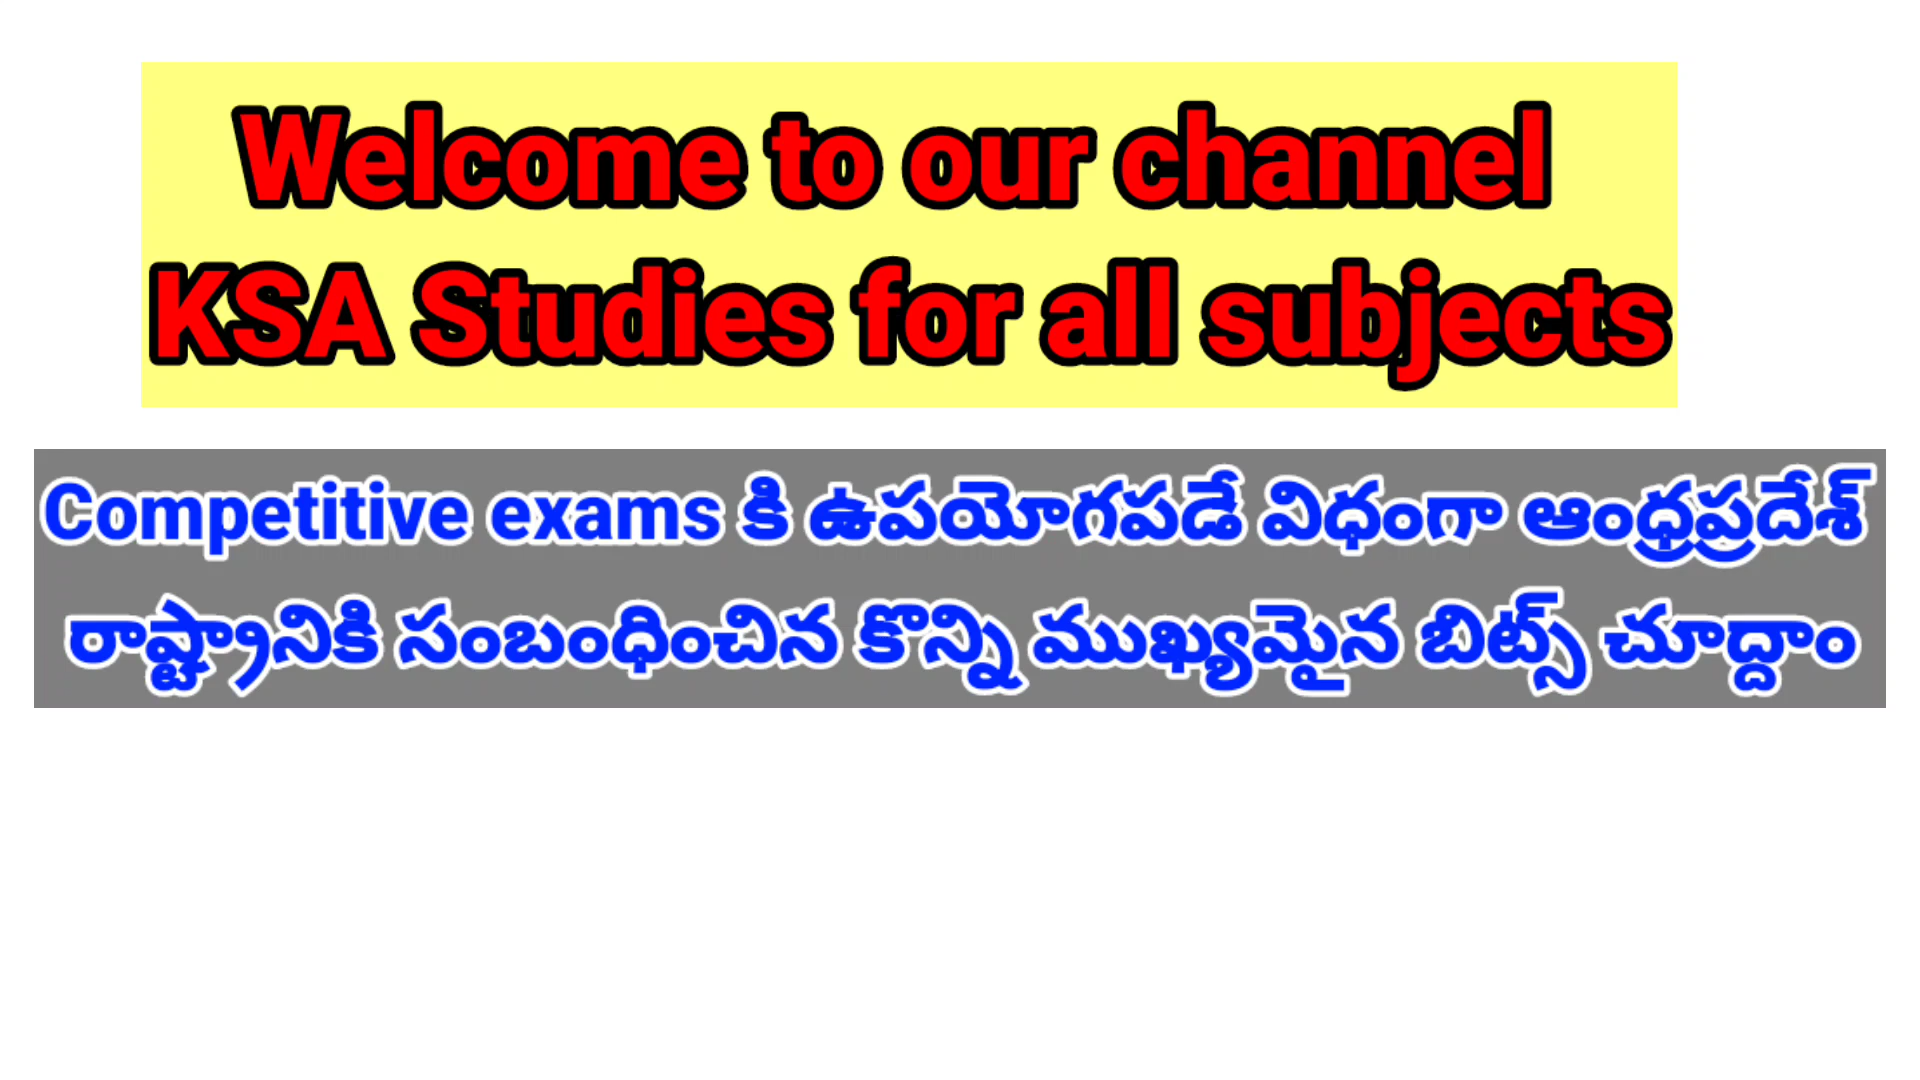 Welcome to our channel
KSA Studies for all subjects
Competitive exams కి ఉపయోగపడే విధంగా ఆంధ్రప్రదేశ్
రాష్ట్రానికి సంబంధించిన కొన్ని ముఖ్యమైన బిట్స్ చూద్దాం